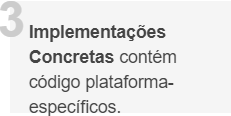 3
Implementações
Concretas contém
código plataforma-
específicos.